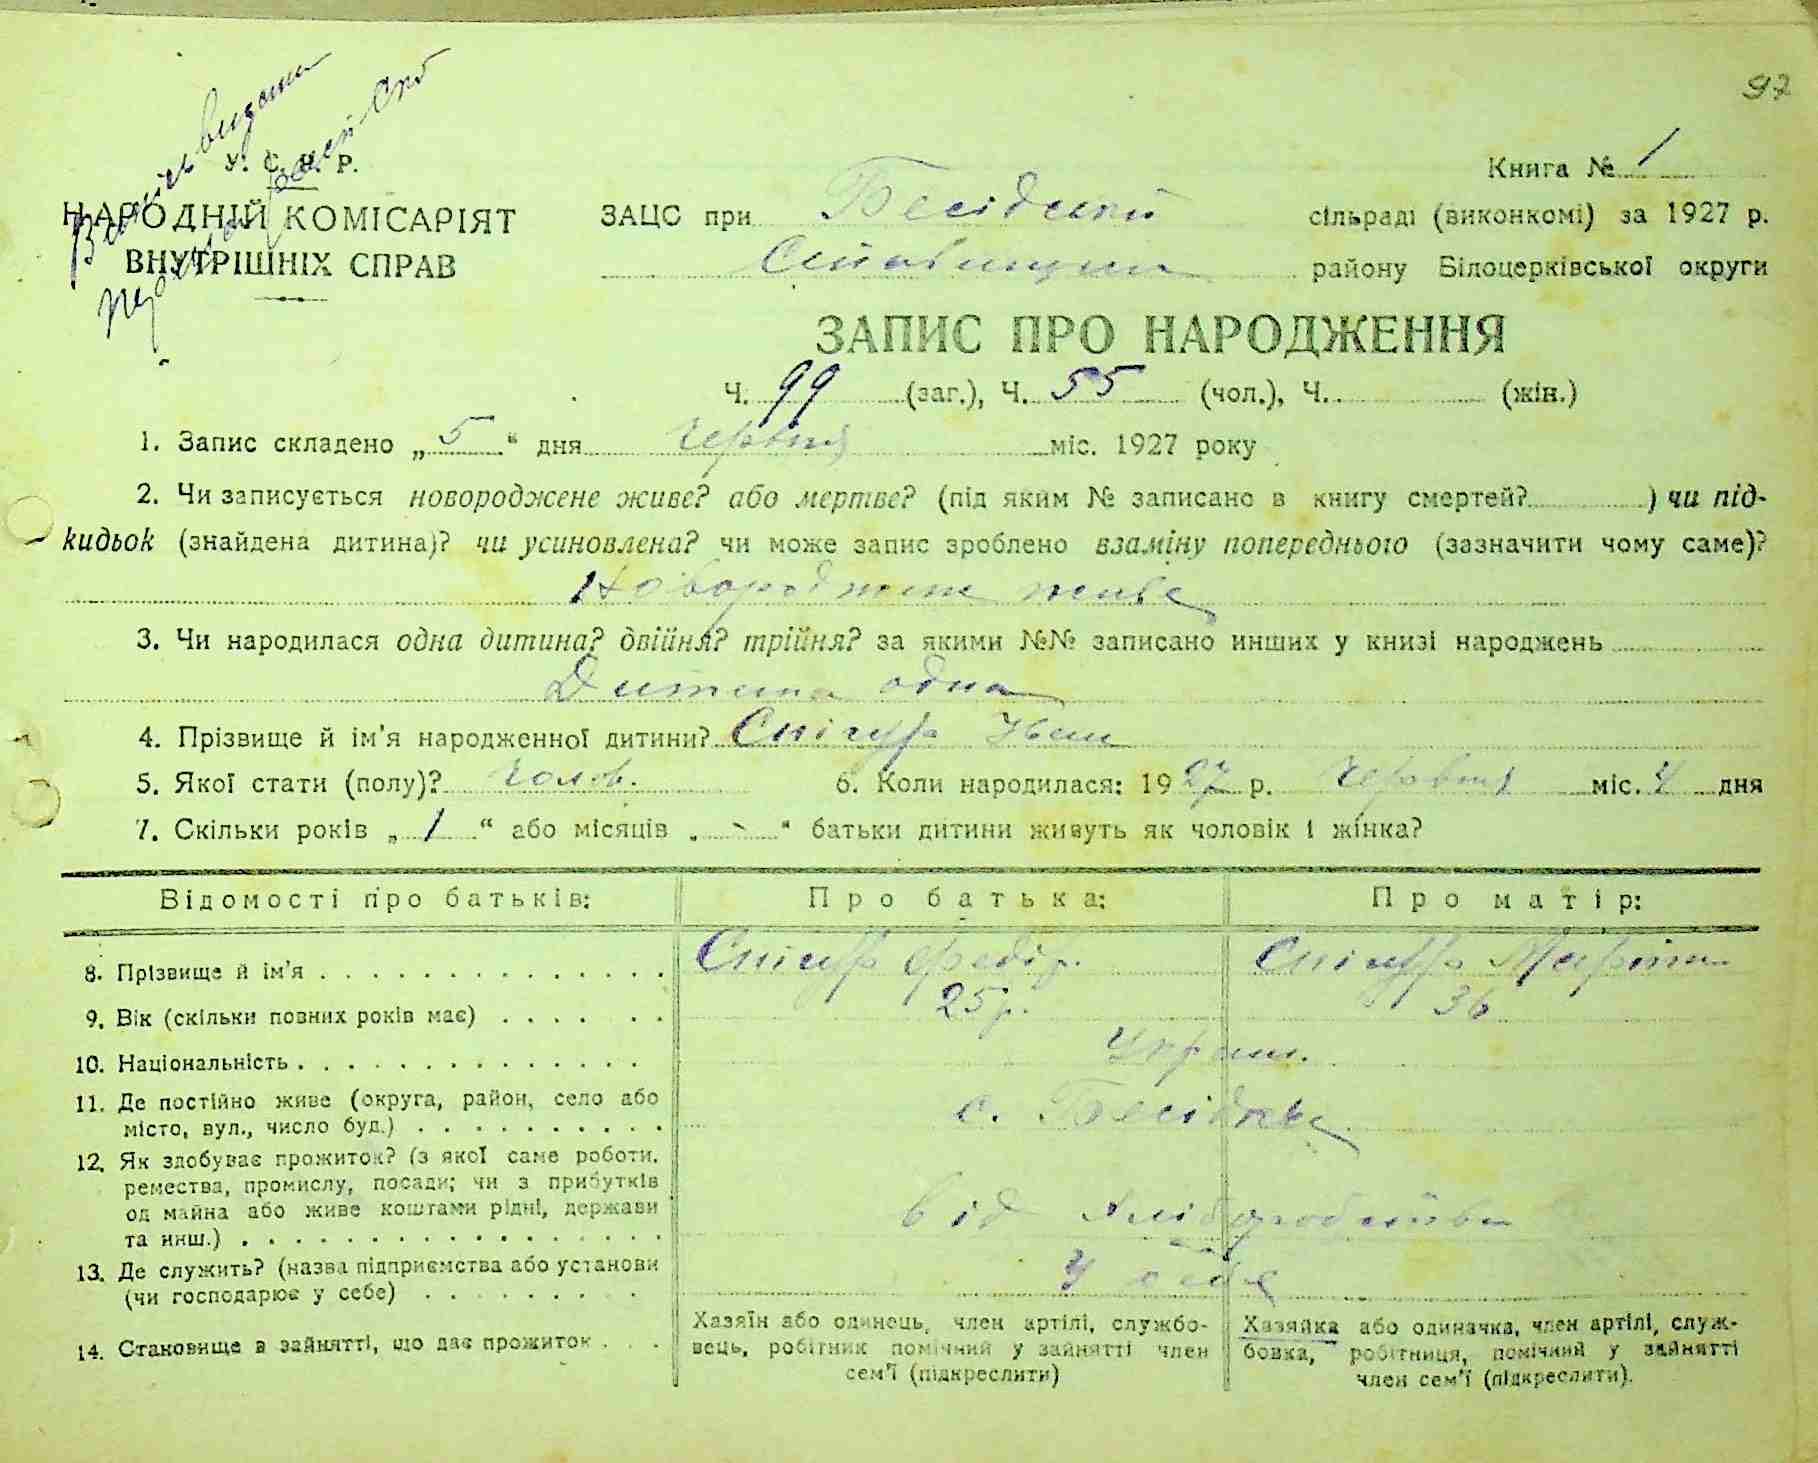 97
Випись видана
У. С. Р. Р.
НАРОДНІЙ КОМІСАРІЯТ
ВНУТРІШНІХ СПРАВ
Книга № 1
ЗАЦС при Бесідській сільраді (виконкомі) за 1927 р.
Ставищан району Білоцерківської округи
ЗАПИС ПРО НАРОДЖЕННЯ
Ч. 99 (заг.), Ч. 55 (чол.), Ч. (жін.)
1. Запис складено „ 5 " дня червня міс. 1927 року
2. Чи записується новороджене живе? або мертве? (під яким № записано в книгу смертей? ) чи під-
кидьок (знайдена дитина)? чи усиновлена? чи може запис зроблено взаміну попереднього (зазначити чому саме)?
Новороджене живе
3. Чи народилася одна дитина? двійня? трійня? за якими №№ записано инших у книзі народжень
Дитина одна
4. Прізвище й ім'я народженної дитини? Снігур Іван
5. Якої стати (полу)? чолов. 6. Коли народилася: 1927 р. червня міс. 4 дня
7. Скільки років „ 1 " або місяців „ - " батьки дитини живуть як чоловік і жінка?
Відомості про батьків: Про батька: Про матір:
8. Прізвище й ім'я Снігур Федір. Снігур
9. Вік (скільки повних років має) 25 р. 36
10. Національність Україн.
11. Де постійно живе (округа, район, село або
місто, вул., число буд.) с. Бесідка
12. Як здобуває прожиток? (з якої саме роботи,
ремества, промислу, посади; чи з прибутків
од майна або живе коштами рідні, держави
та инш.) від хліборобства
13. Де служить? (назва підприємства або установи
(чи господарює у себе) У себе
14. Становище в зайнятті, що дає прожиток
Хазяїн або одинець, член артілі, службо-
вець, робітник помічний у зайнятті член
сем'ї (підкреслити)
Хазяйка або одиначка, член артілі, служ-
бовка, робітниця, помічний у зайнятті
член сем'ї (підкреслити).